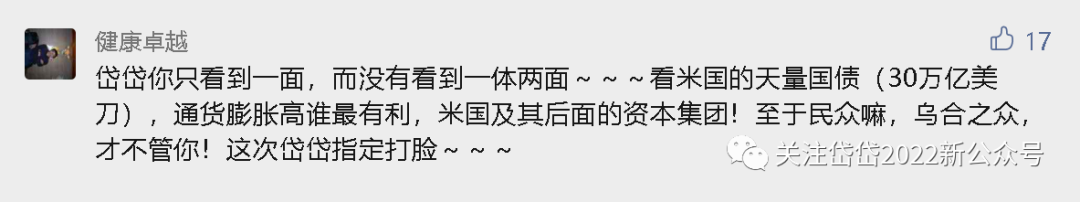 健康卓越
17
岱岱你只看到一面，而没有看到一体两面～～～看米国的天量国债（30万亿美
刀），通货膨胀高谁最有利，米国及其后面的资本集团！至于民众嘛，乌合之众，
才不管你！这次岱岱指定打脸～～～
关注岱岱2022新公众号